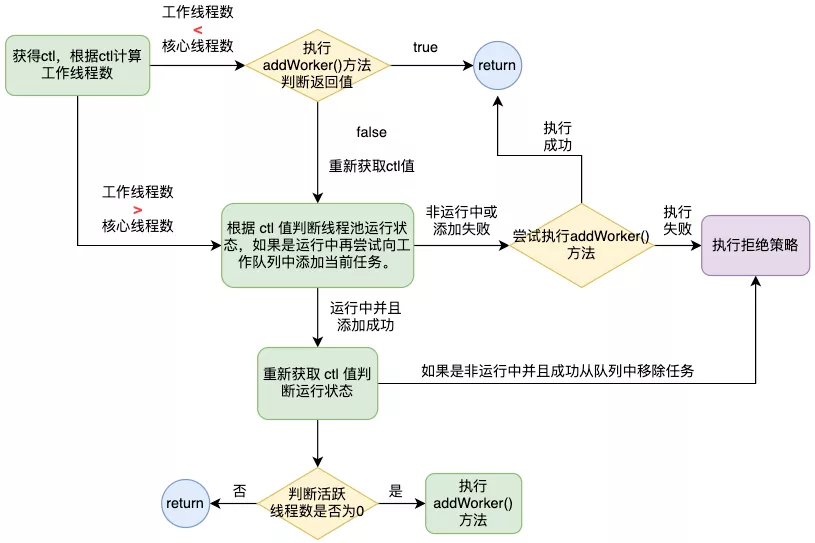 工作线程数
<
核心线程数
获得ctl，根据ctl计算
工作线程数
执行
addWorker()方法
判断返回值
true
return
false
重新获取ctl值
执行
成功
工作线程数
>
核心线程数
根据 ctl 值判断线程池运行状
态，如果是运行中再尝试向工
作队列中添加当前任务。
非运行中或
添加失败
尝试执行addWorker()
方法
执行
失败
执行拒绝策略
运行中并且
添加成功
重新获取 ctl 值判
断运行状态
如果是非运行中并且成功从队列中移除任务
return
否
判断活跃
线程数是否为0
是
执行
addWorker()
方法